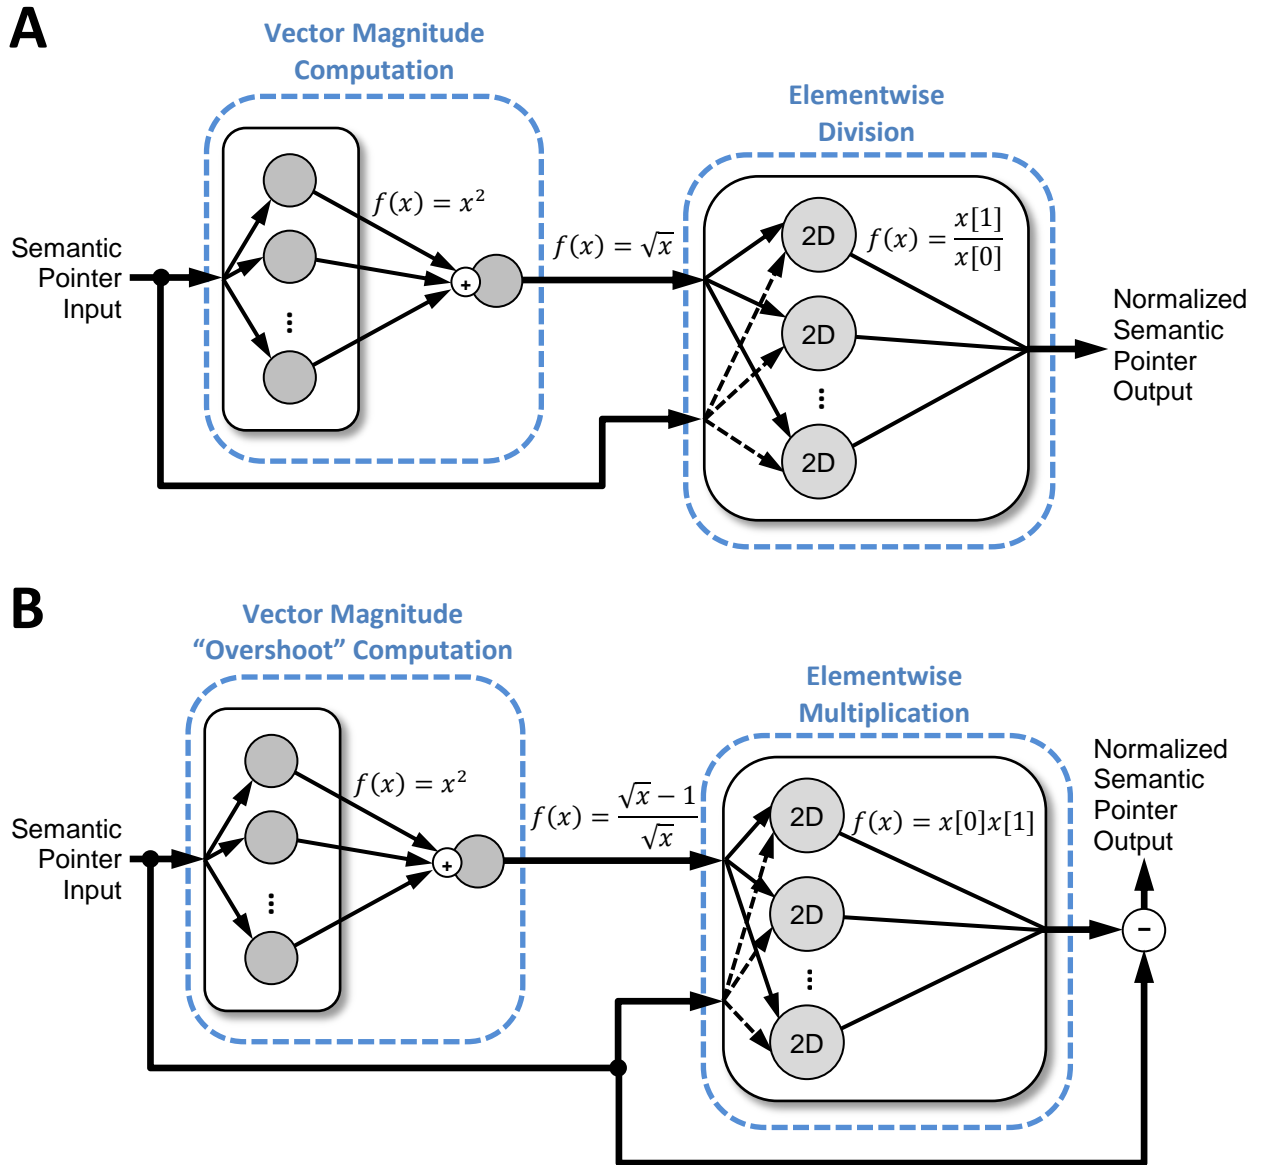 A
Vector Magnitude
Computation
Elementwise
Division
f(x) = x²
f(x) = √x
2D
f(x) = x[1]/x[0]
Semantic
Pointer
Input
+
2D
⋮
⋮
2D
Normalized
Semantic
Pointer
Output
B
Vector Magnitude
“Overshoot” Computation
Elementwise
Multiplication
Normalized
Semantic
Pointer
Output
f(x) = x²
f(x) = (√x − 1)/√x
2D
f(x) = x[0]x[1]
Semantic
Pointer
Input
+
2D
−
⋮
⋮
2D